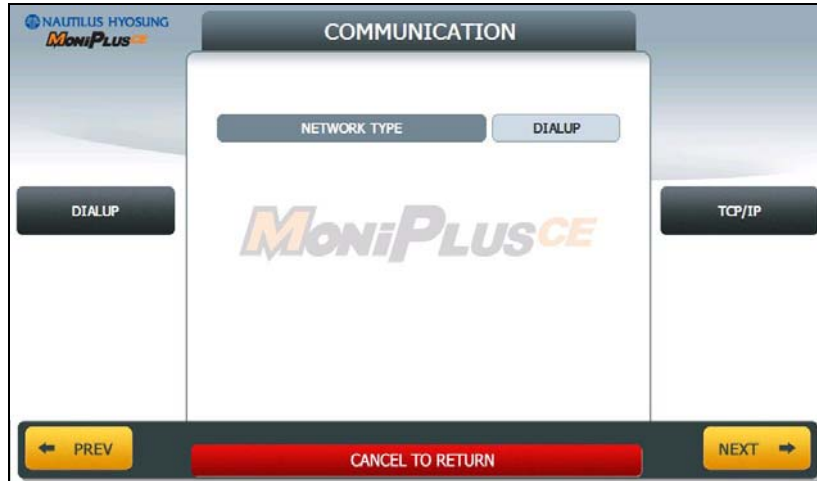 NAUTILUS HYOSUNG
MONiPLUSCE
COMMUNICATION
NETWORK TYPE
DIALUP
DIALUP
TCP/IP
MONiPLUSCE
PREV
CANCEL TO RETURN
NEXT